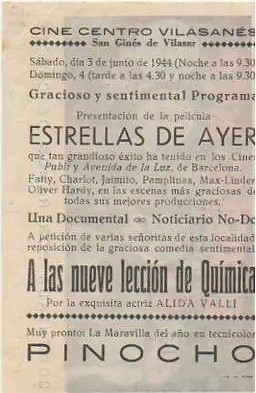 CINE CENTRO VILASANÉS
San Ginés de Vilasar
Sábado, día 3 de junio de 1944 (Noche a las 9.30
Domingo, 4 (tarde a las 4.30 y noche a las 9.30
Gracioso y sentimental Programa
Presentación de la película
ESTRELLAS DE AYER
que tan grandioso éxito ha tenido en los Cines
Publi y Avenida de la Luz, de Barcelona.
Fatty, Charlot, Jaimito, Pamplinas, Max-Linder
Oliver Hardy, en las escenas más graciosas de
todas sus mejores producciones.
Una Documental Noticiario No-Do
A petición de varias señoritas de esta localidad
reposición de la graciosa comedia sentimental
A las nueve lección de Química
Por la exquisita actriz ALIDA VALLI
Muy pronto: La Maravilla del año en tecnicolor
PINOCHO